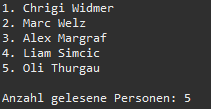 1. Chrigi Widmer
2. Marc Welz
3. Alex Margraf
4. Liam Simcic
5. Oli Thurgau
Anzahl gelesene Personen: 5